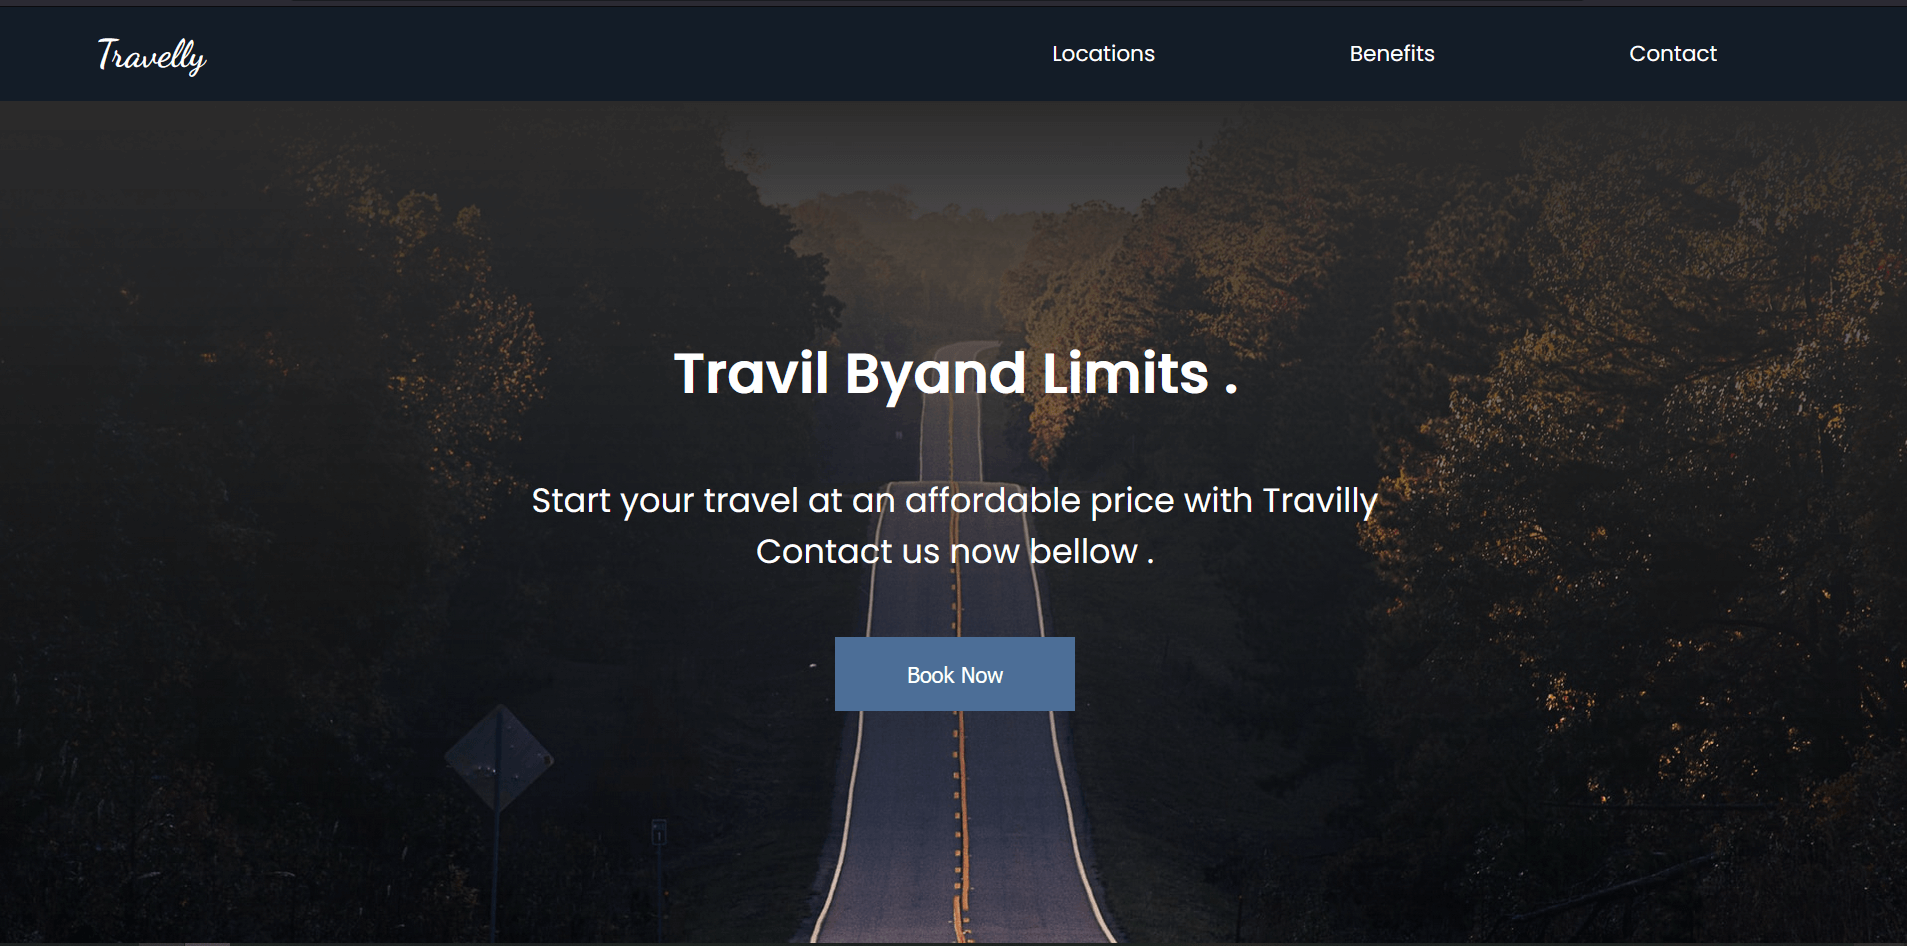 Travelly
Locations Benefits Contact
Travil Byand Limits .
Start your travel at an affordable price with Travilly
Contact us now bellow .
Book Now